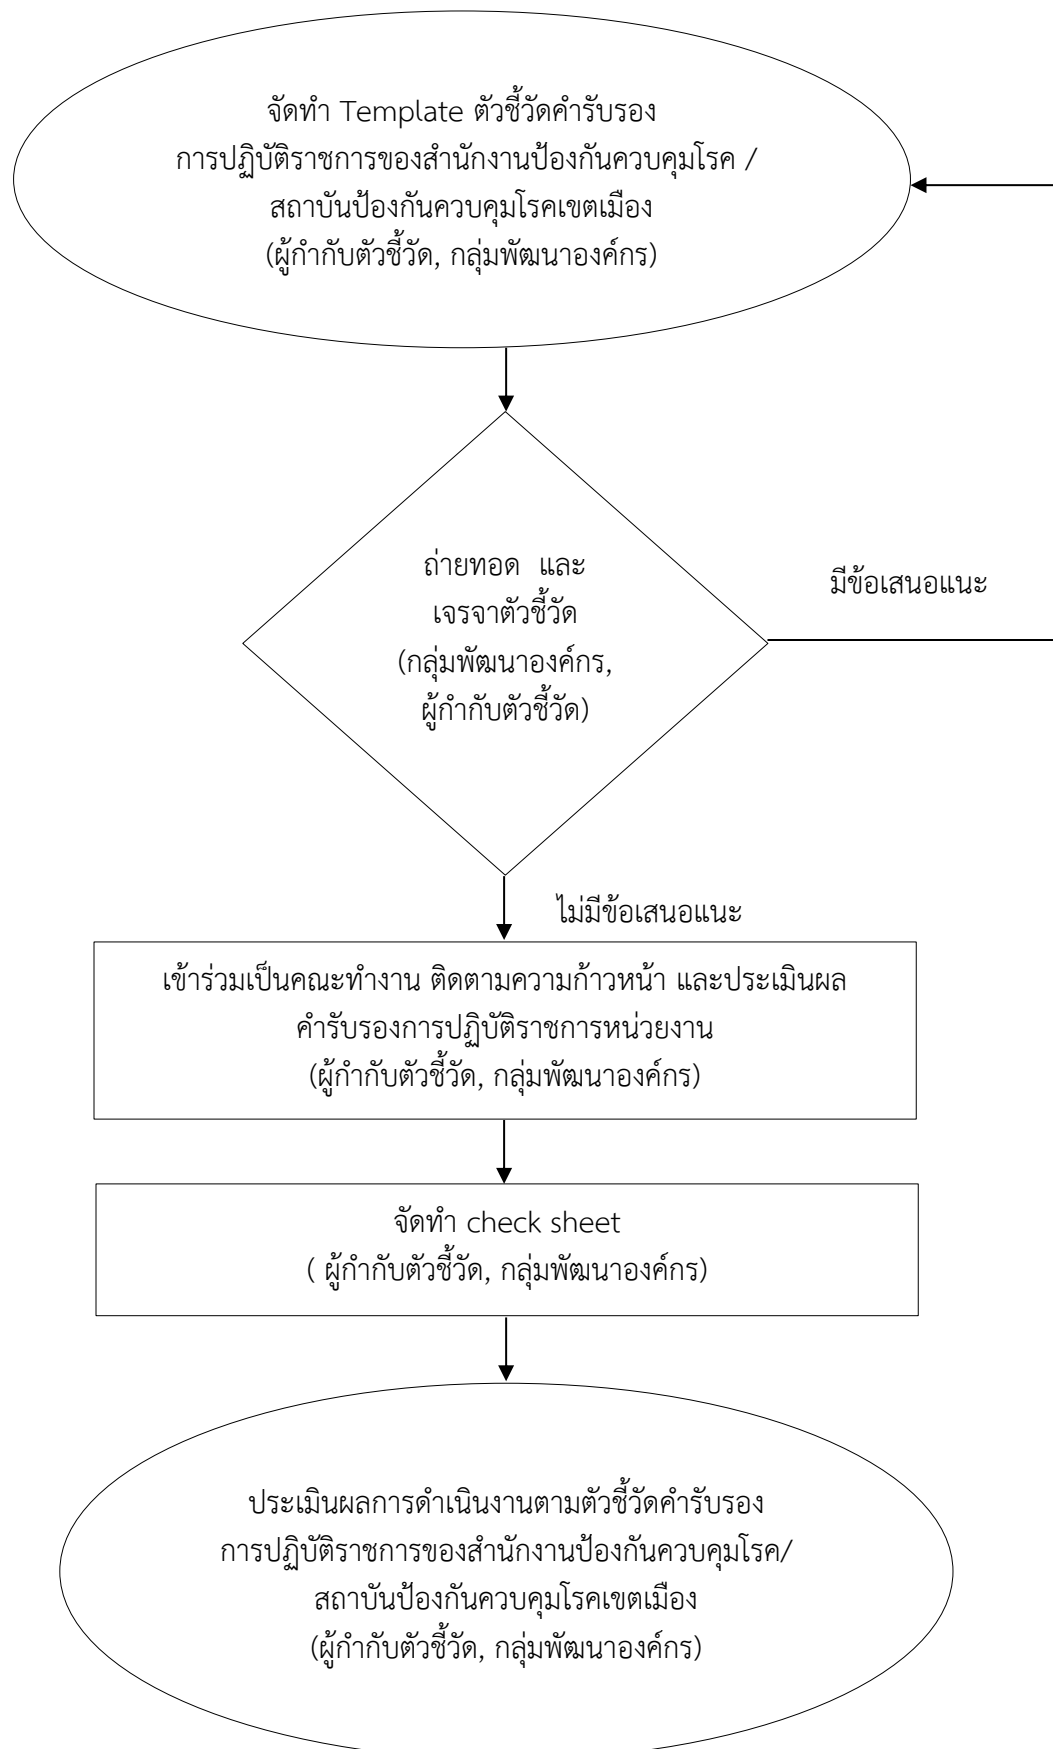 จัดทำ Template ตัวชี้วัดคำรับรอง
การปฏิบัติราชการของสำนักงานป้องกันควบคุมโรค /
สถาบันป้องกันควบคุมโรคเขตเมือง
(ผู้กำกับตัวชี้วัด, กลุ่มพัฒนาองค์กร)
ถ่ายทอด และ
เจรจาตัวชี้วัด
(กลุ่มพัฒนาองค์กร,
ผู้กำกับตัวชี้วัด)
มีข้อเสนอแนะ
ไม่มีข้อเสนอแนะ
เข้าร่วมเป็นคณะทำงาน ติดตามความก้าวหน้า และประเมินผล
คำรับรองการปฏิบัติราชการหน่วยงาน
(ผู้กำกับตัวชี้วัด, กลุ่มพัฒนาองค์กร)
จัดทำ check sheet
( ผู้กำกับตัวชี้วัด, กลุ่มพัฒนาองค์กร)
ประเมินผลการดำเนินงานตามตัวชี้วัดคำรับรอง
การปฏิบัติราชการของสำนักงานป้องกันควบคุมโรค/
สถาบันป้องกันควบคุมโรคเขตเมือง
(ผู้กำกับตัวชี้วัด, กลุ่มพัฒนาองค์กร)